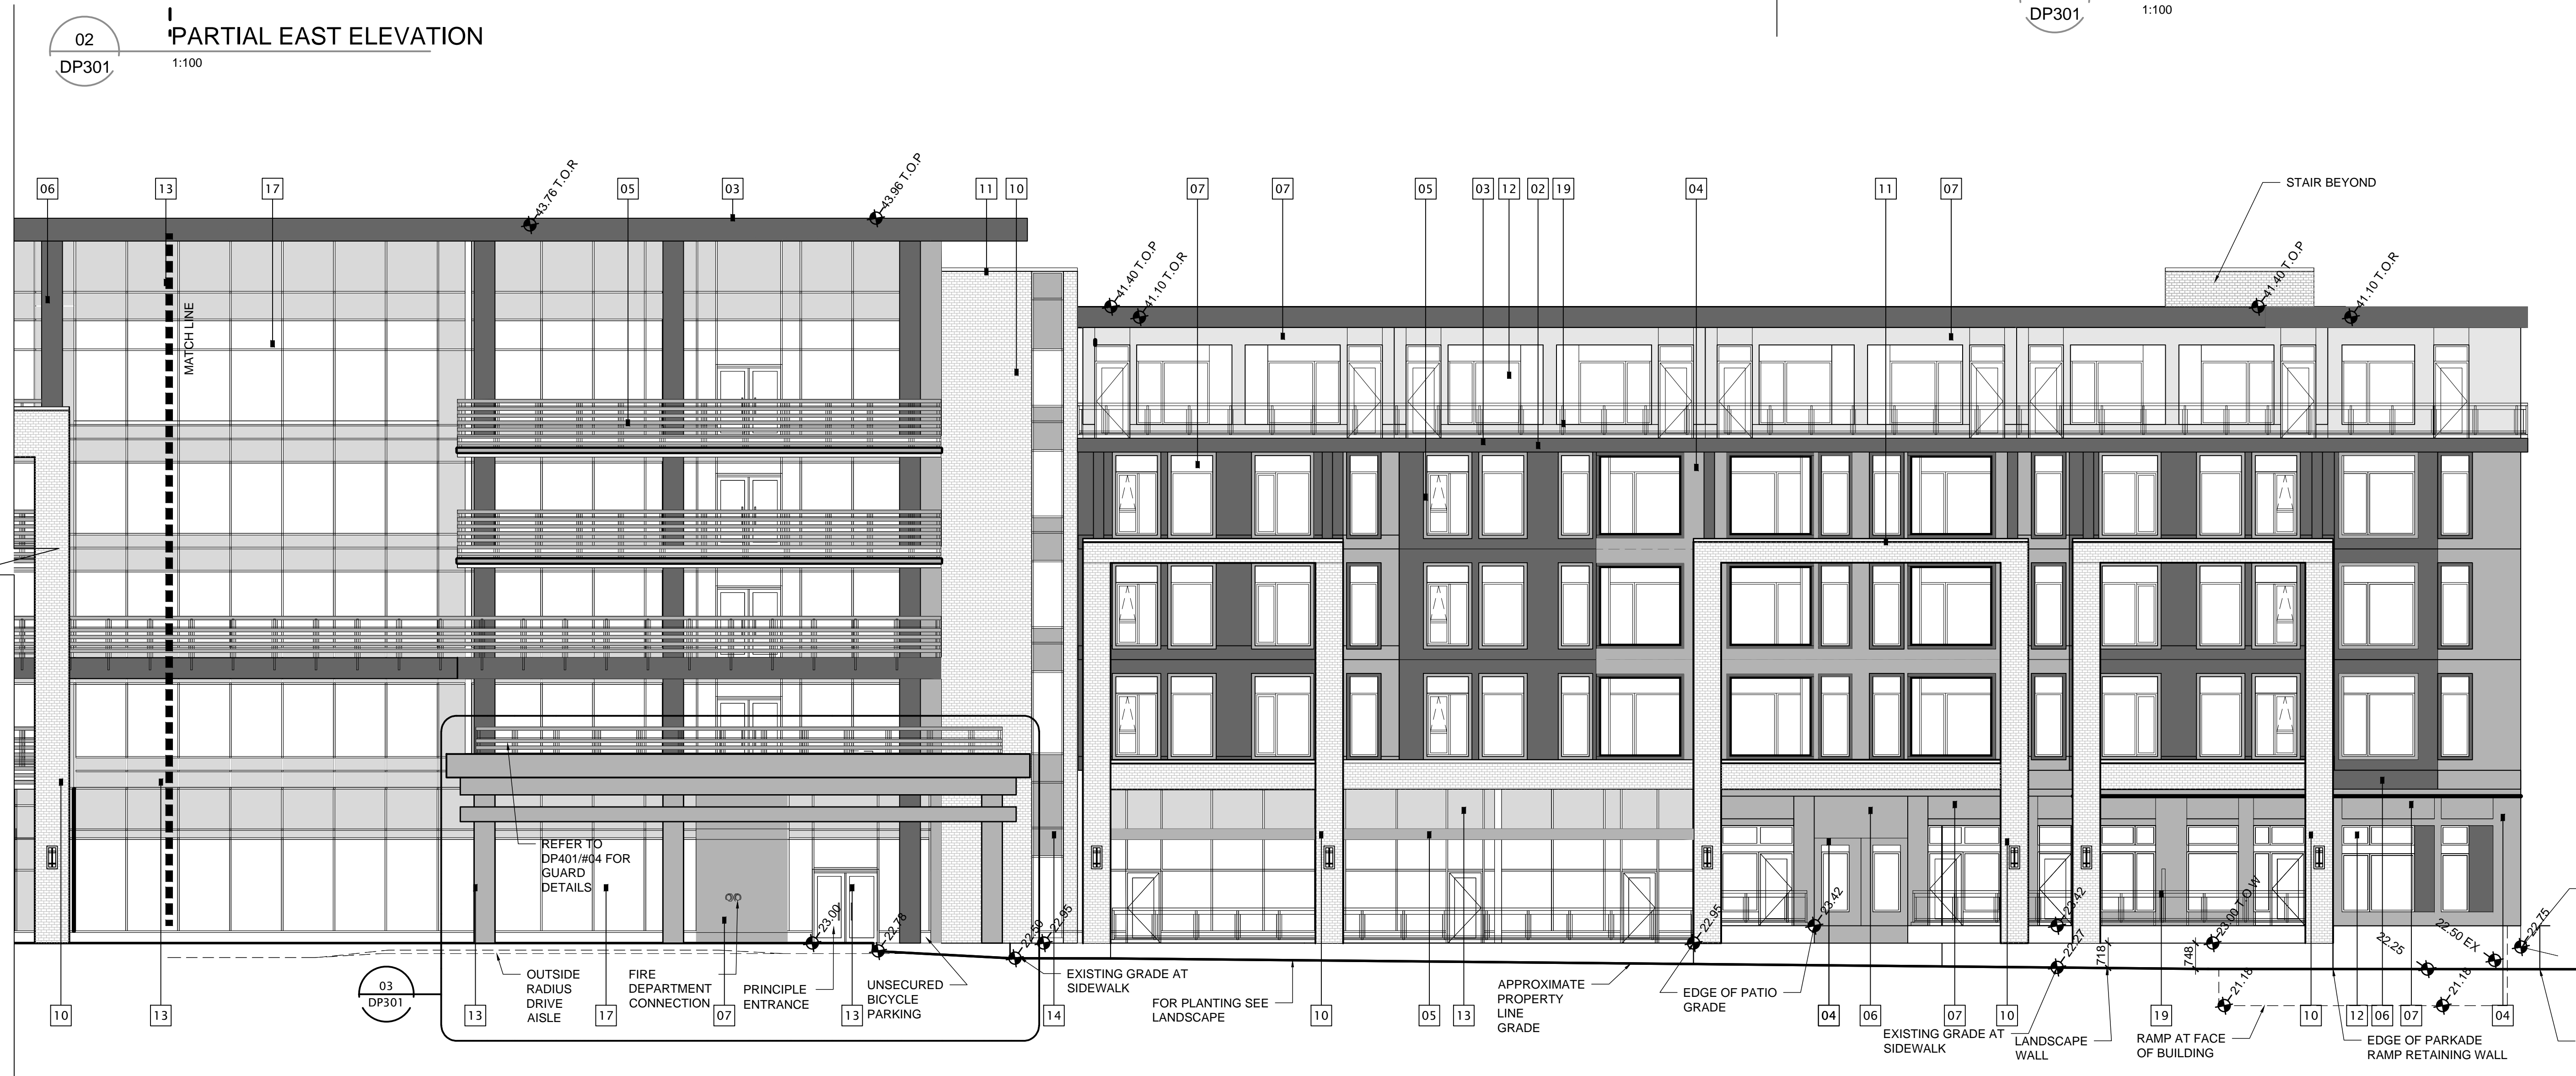 02
DP301
PARTIAL EAST ELEVATION
1:100
DP301
1:100
06
13
17
43.76 T.O.R
05
03
43.96 T.O.P
11
10
07
07
05
03
12
02
19
04
11
07
STAIR BEYOND
41.40 T.O.P
41.10 T.O.R
41.40 T.O.P
41.10 T.O.R
MATCH LINE
REFER TO
DP401/#04 FOR
GUARD
DETAILS
23.00
22.78
22.50
22.95
22.95
23.42
23.42
22.27
718
748
23.00 T.O.W
22.25
22.50 EX
22.75
21.18
21.18
03
DP301
OUTSIDE
RADIUS
DRIVE
AISLE
FIRE
DEPARTMENT
CONNECTION
PRINCIPLE
ENTRANCE
UNSECURED
BICYCLE
PARKING
EXISTING GRADE AT
SIDEWALK
FOR PLANTING SEE
LANDSCAPE
APPROXIMATE
PROPERTY
LINE
GRADE
EDGE OF PATIO
GRADE
10
13
13
17
07
13
14
10
05
13
04
06
07
10
19
10
12
06
07
04
EXISTING GRADE AT
SIDEWALK
LANDSCAPE
WALL
RAMP AT FACE
OF BUILDING
EDGE OF PARKADE
RAMP RETAINING WALL